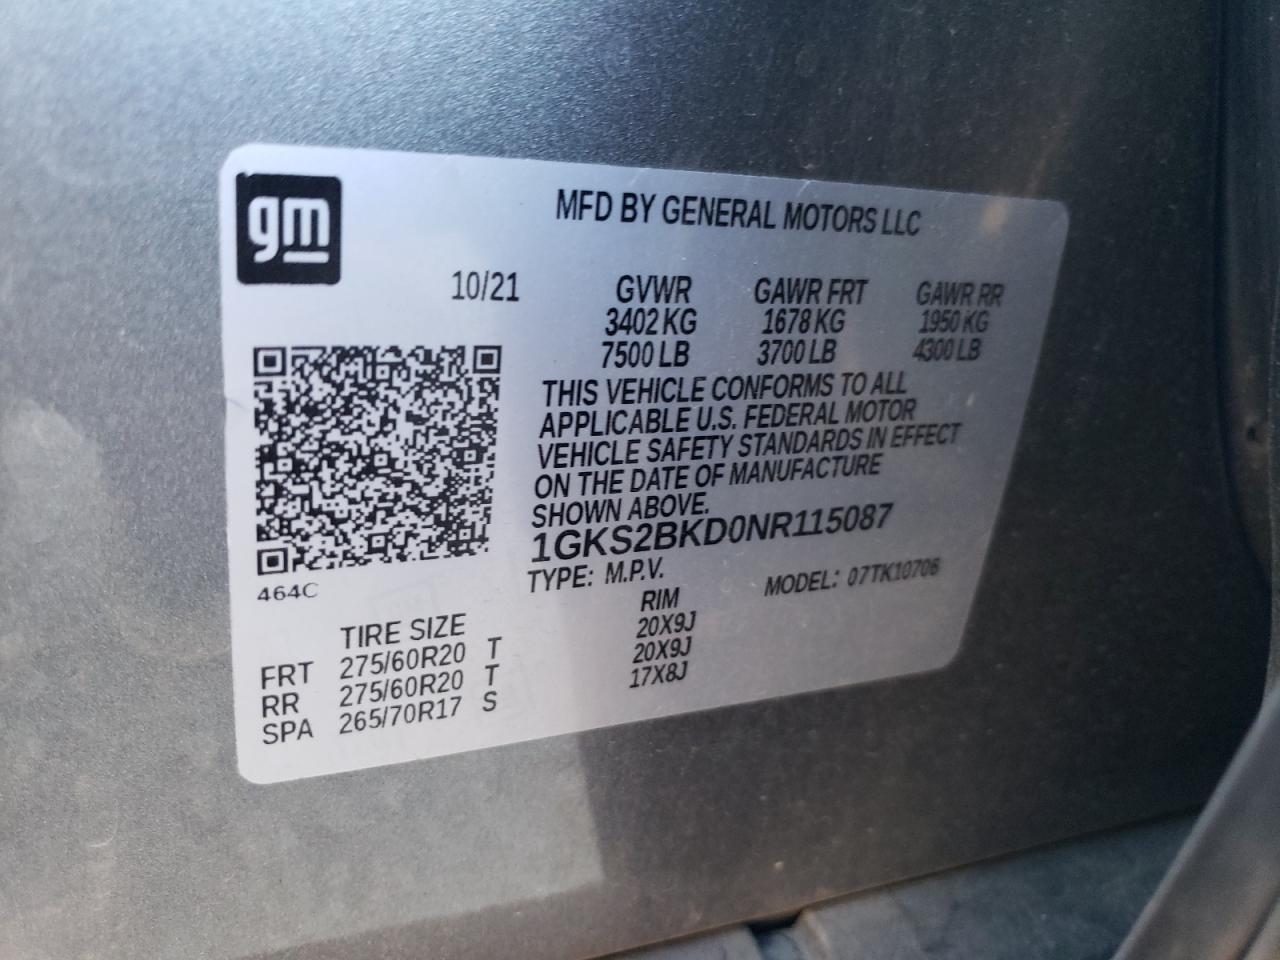 gm
MFD BY GENERAL MOTORS LLC
10/21 GVWR GAWR FRT GAWR RR
3402 KG 1678 KG 1950 KG
7500 LB 3700 LB 4300 LB
THIS VEHICLE CONFORMS TO ALL
APPLICABLE U.S. FEDERAL MOTOR
VEHICLE SAFETY STANDARDS IN EFFECT
ON THE DATE OF MANUFACTURE
SHOWN ABOVE.
1GKS2BKD0NR115087
TYPE: M.P.V. MODEL: 07TK10706
464C
TIRE SIZE RIM
FRT 275/60R20 T 20X9J
RR 275/60R20 T 20X9J
SPA 265/70R17 S 17X8J